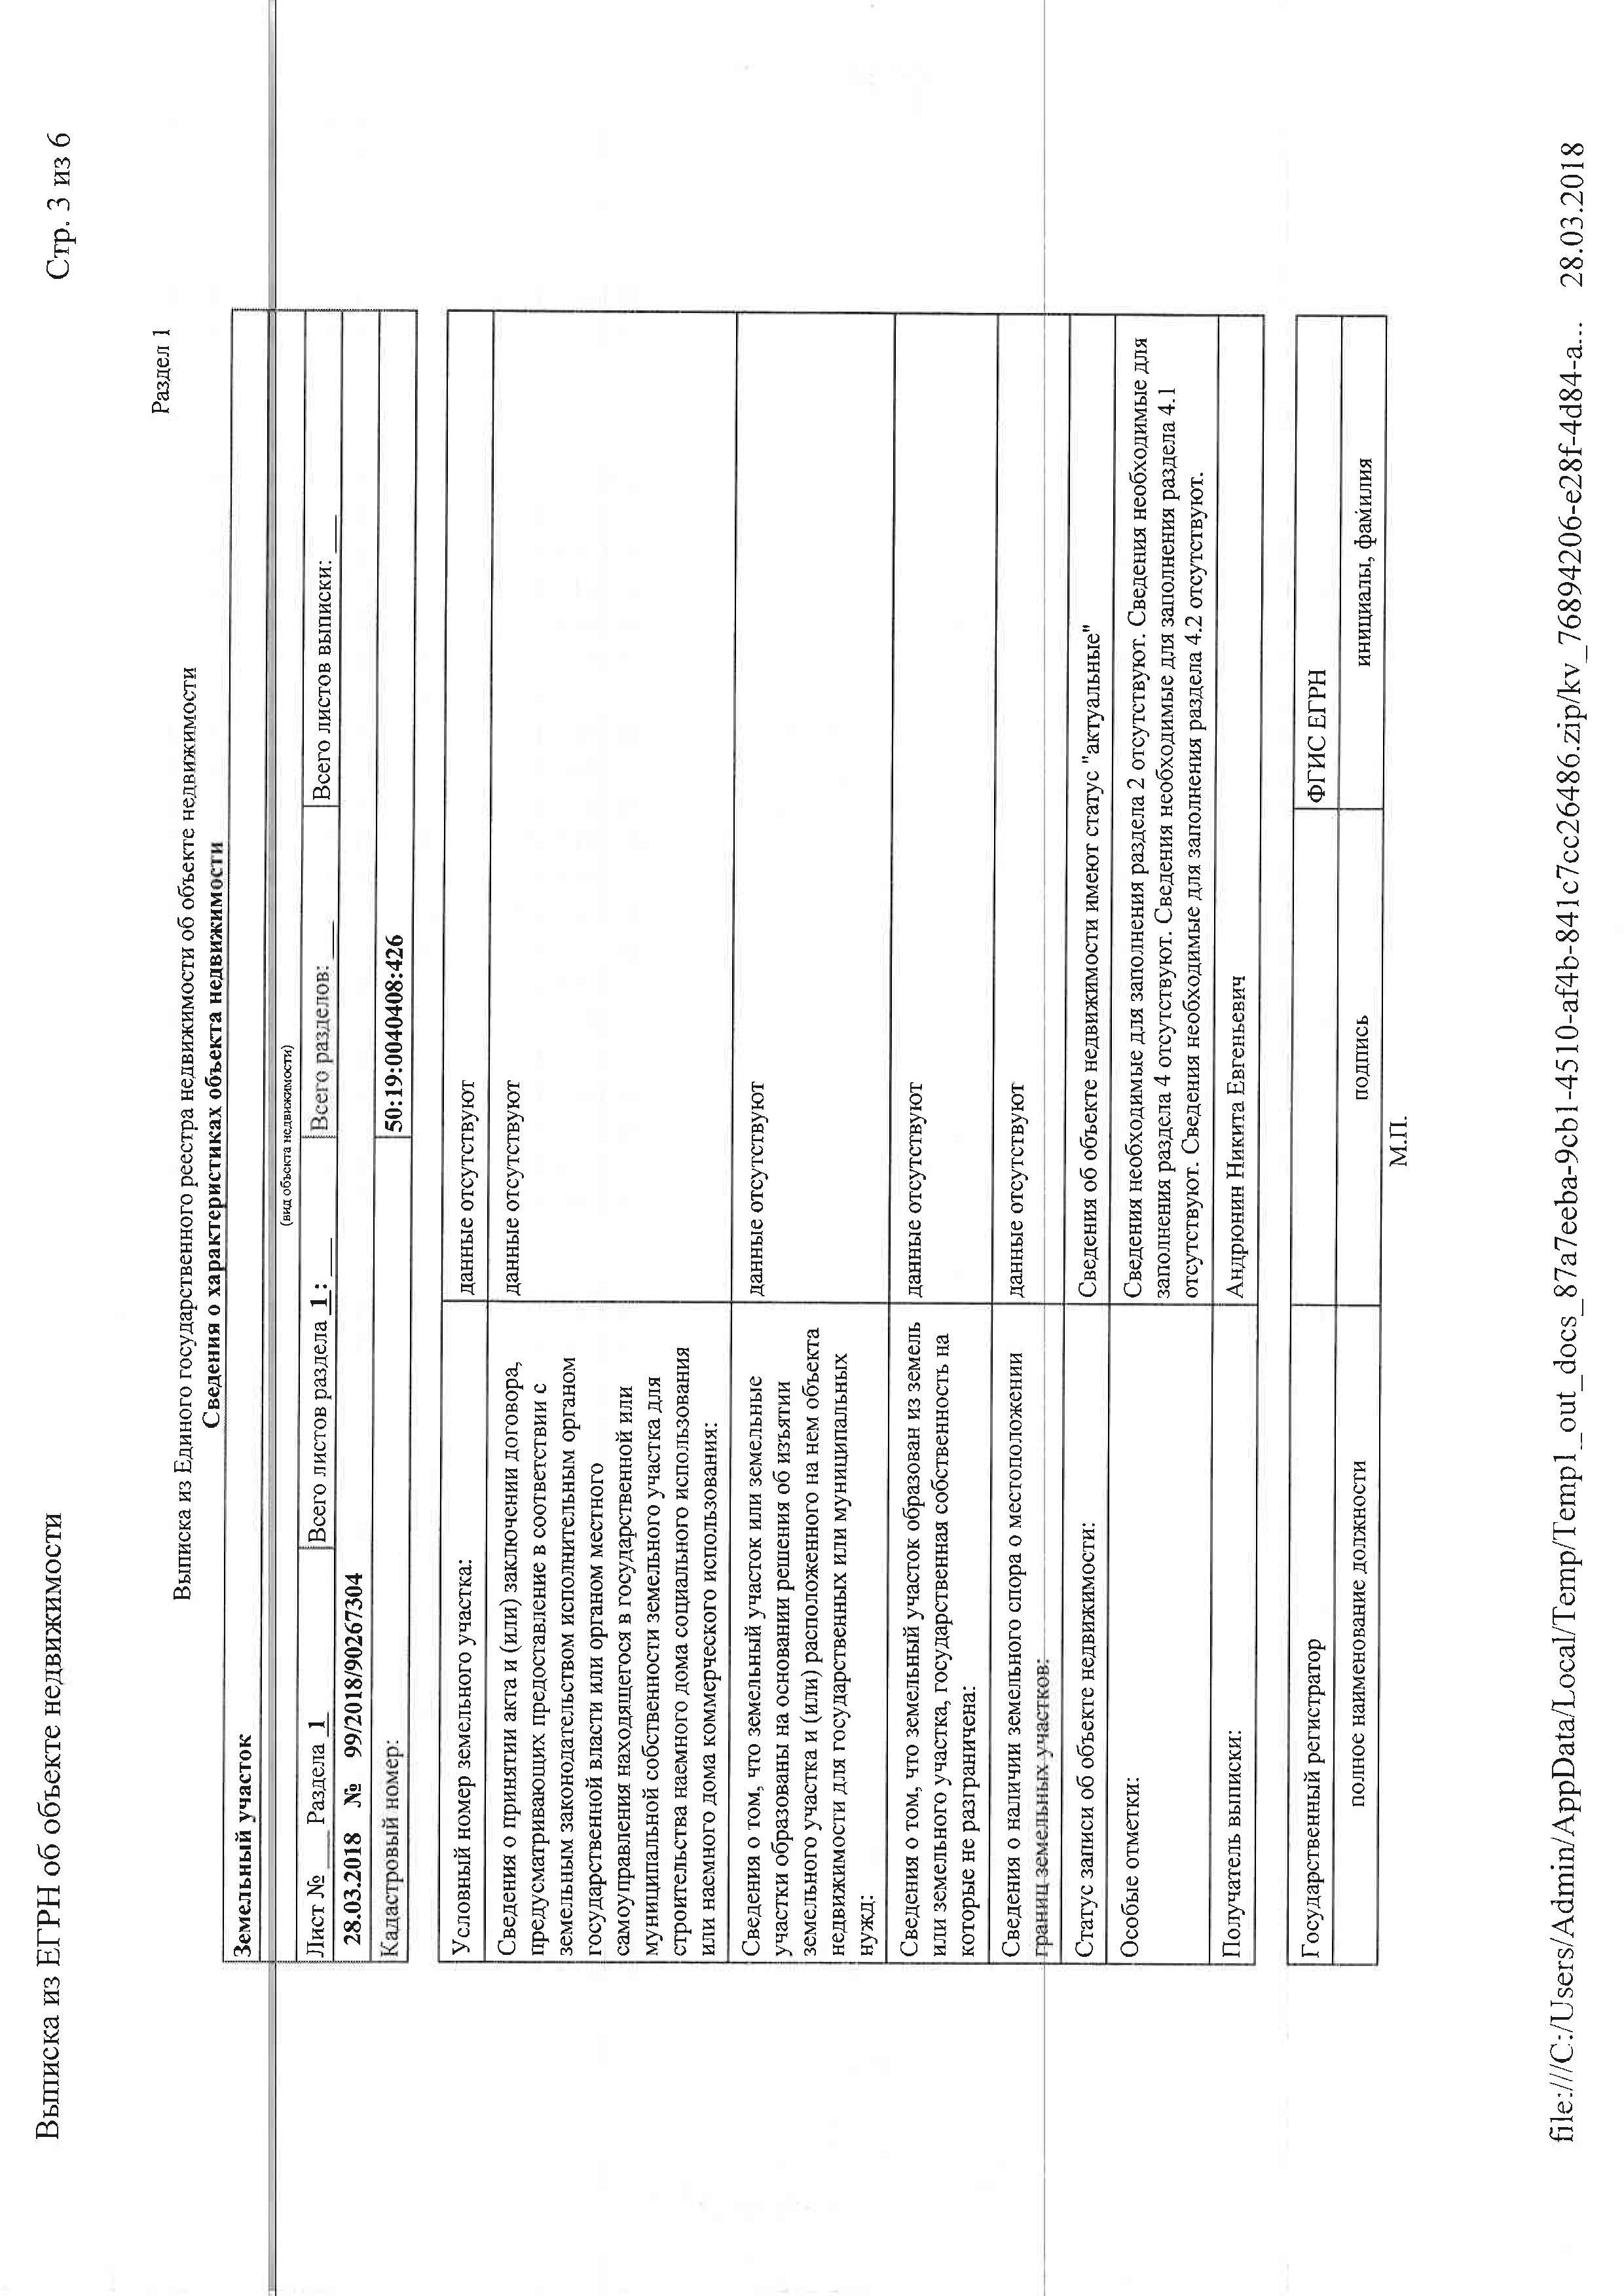 Выписка из ЕГРН об объекте недвижимости
Стр. 3 из 6
Раздел 1
Выписка из Единого государственного реестра недвижимости об объекте недвижимости
Сведения о характеристиках объекта недвижимости
Земельный участок
(вид объекта недвижимости)
Лист № ___ Раздела 1
Всего листов раздела 1: ___
Всего разделов: ___
Всего листов выписки: ___
28.03.2018 № 99/2018/90267304
Кадастровый номер:
50:19:0040408:426
Условный номер земельного участка:
данные отсутствуют
Сведения о принятии акта и (или) заключении договора,
предусматривающих предоставление в соответствии с
земельным законодательством исполнительным органом
государственной власти или органом местного
самоуправления находящегося в государственной или
муниципальной собственности земельного участка для
строительства наемного дома социального использования
или наемного дома коммерческого использования:
данные отсутствуют
Сведения о том, что земельный участок или земельные
участки образованы на основании решения об изъятии
земельного участка и (или) расположенного на нем объекта
недвижимости для государственных или муниципальных
нужд:
данные отсутствуют
Сведения о том, что земельный участок образован из земель
или земельного участка, государственная собственность на
которые не разграничена:
данные отсутствуют
Сведения о наличии земельного спора о местоположении
границ земельных участков:
данные отсутствуют
Статус записи об объекте недвижимости:
Сведения об объекте недвижимости имеют статус "актуальные"
Особые отметки:
Сведения необходимые для заполнения раздела 2 отсутствуют. Сведения необходимые для
заполнения раздела 4 отсутствуют. Сведения необходимые для заполнения раздела 4.1
отсутствуют. Сведения необходимые для заполнения раздела 4.2 отсутствуют.
Получатель выписки:
Андрюнин Никита Евгеньевич
Государственный регистратор
ФГИС ЕГРН
полное наименование должности
подпись
инициалы, фамилия
М.П.
file:///C:/Users/Admin/AppData/Local/Temp/Temp1_out_docs_87a7eeba-9cb1-4510-af4b-841c7cc26486.zip/kv_76894206-e28f-4d84-a... 28.03.2018